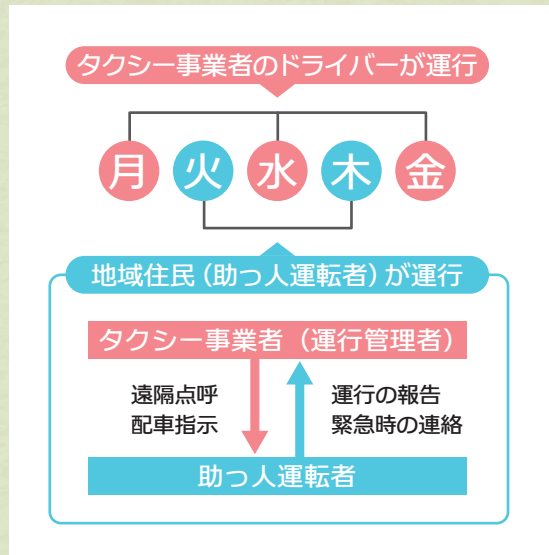 タクシー事業者のドライバーが運行
月 火 水 木 金
地域住民(助っ人運転者)が運行
タクシー事業者(運行管理者)
遠隔点呼
配車指示
運行の報告
緊急時の連絡
助っ人運転者